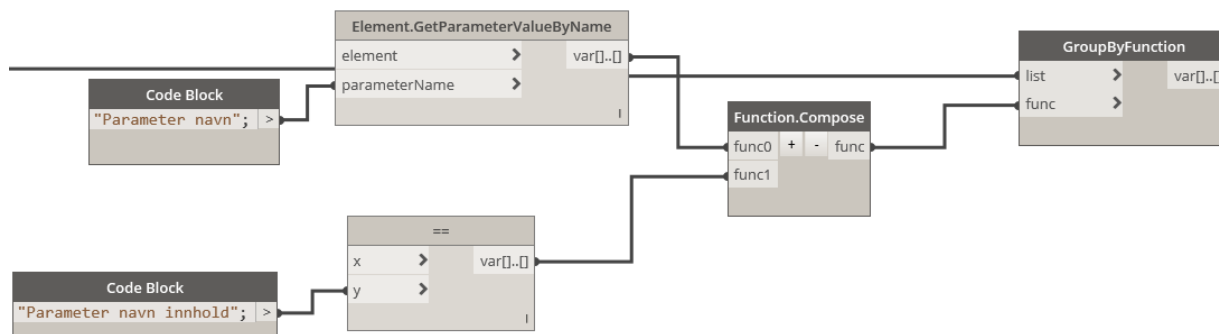 Element.GetParameterValueByName
element > var[]..[]
parameterName >
Code Block
"Parameter navn"; >
GroupByFunction
list > var[]..[]
func >
Function.Compose
func0 + - func
func1
==
x > var[]..[]
y >
Code Block
"Parameter navn innhold"; >